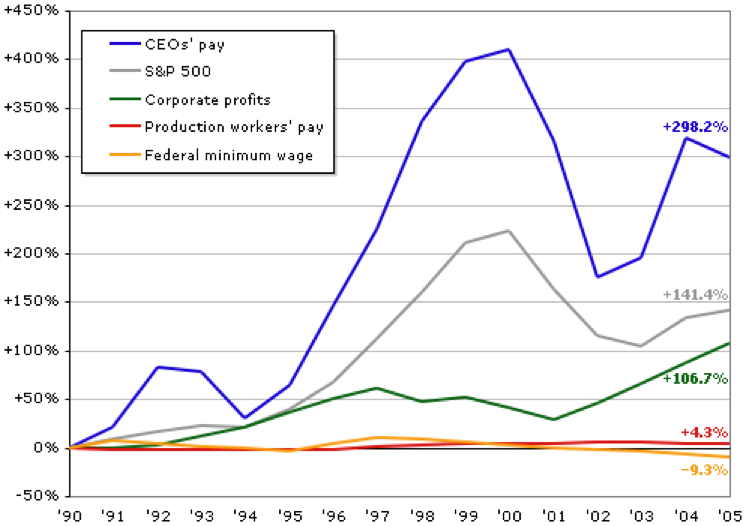 +450%
CEOs' pay
+400%
S&P 500
+350%
Corporate profits
Production workers' pay
+298.2%
+300%
Federal minimum wage
+250%
+200%
+150%
+141.4%
+100%
+106.7%
+50%
+4.3%
0%
-9.3%
-50%
'90 '91 '92 '93 '94 '95 '96 '97 '98 '99 '00 '01 '02 '03 '04 '05